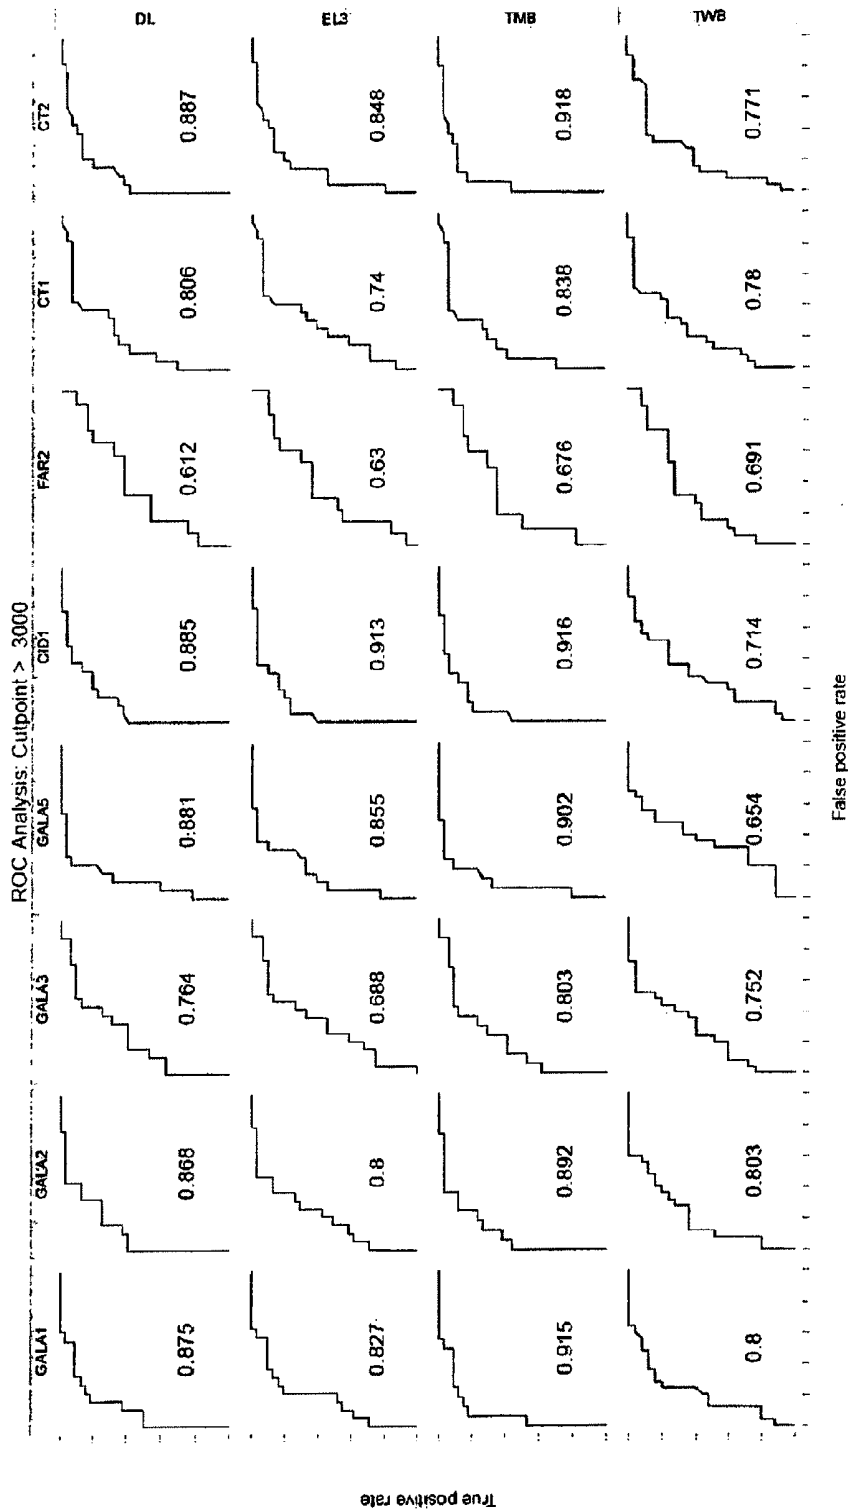 ROC Analysis: Cutpoint > 3000
GALA1 GALA2 GALA3 GALA5 CID1 FAR2 CT1 CT2
0.875 0.868 0.764 0.881 0.885 0.612 0.806 0.887 DL
0.827 0.8 0.688 0.855 0.913 0.63 0.74 0.848 EL3
0.915 0.892 0.803 0.902 0.916 0.676 0.838 0.918 TMB
0.8 0.803 0.752 0.654 0.714 0.691 0.78 0.771 TWB
True positive rate
False positive rate